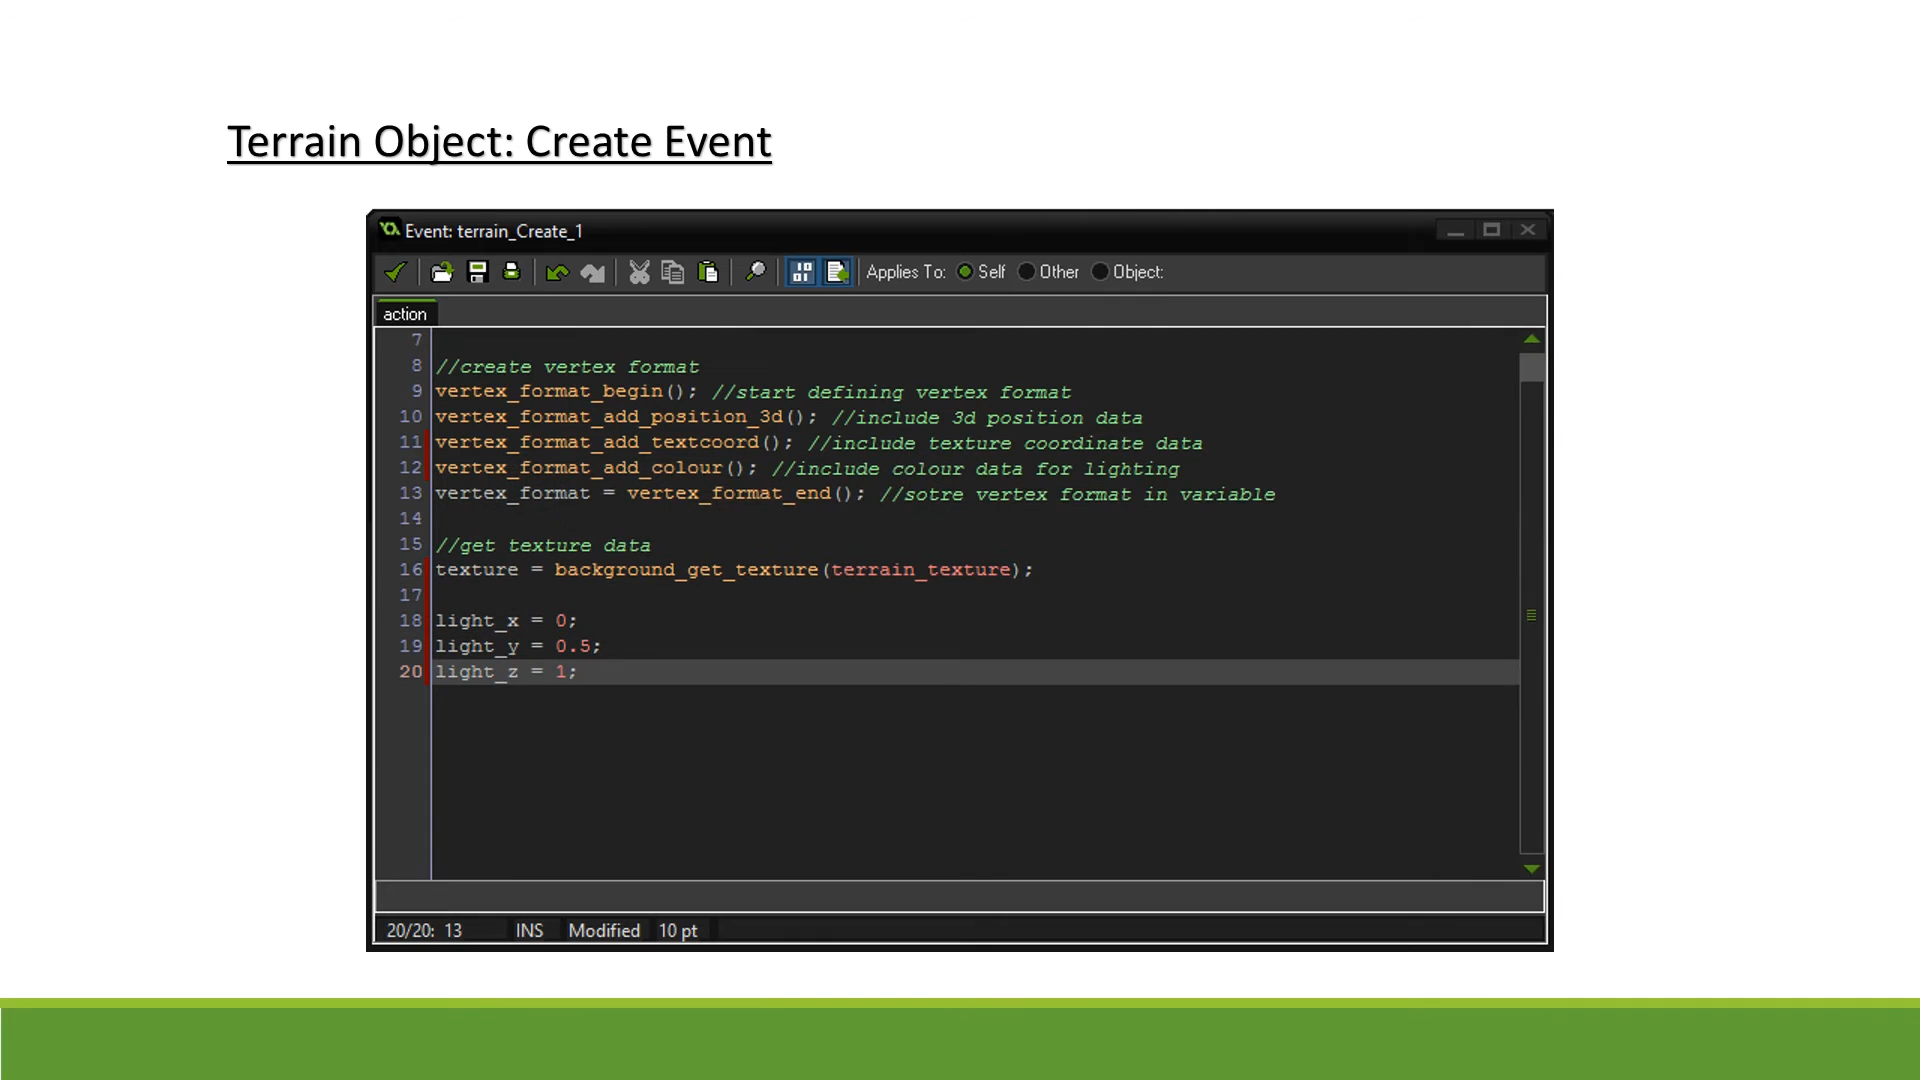 Terrain Object: Create Event
Event: terrain_Create_1
Applies To: Self Other Object:
action
7
8 //create vertex format
9 vertex_format_begin(); //start defining vertex format
10 vertex_format_add_position_3d(); //include 3d position data
11 vertex_format_add_textcoord(); //include texture coordinate data
12 vertex_format_add_colour(); //include colour data for lighting
13 vertex_format = vertex_format_end(); //sotre vertex format in variable
14
15 //get texture data
16 texture = background_get_texture(terrain_texture);
17
18 light_x = 0;
19 light_y = 0.5;
20 light_z = 1;
20/20: 13 INS Modified 10 pt